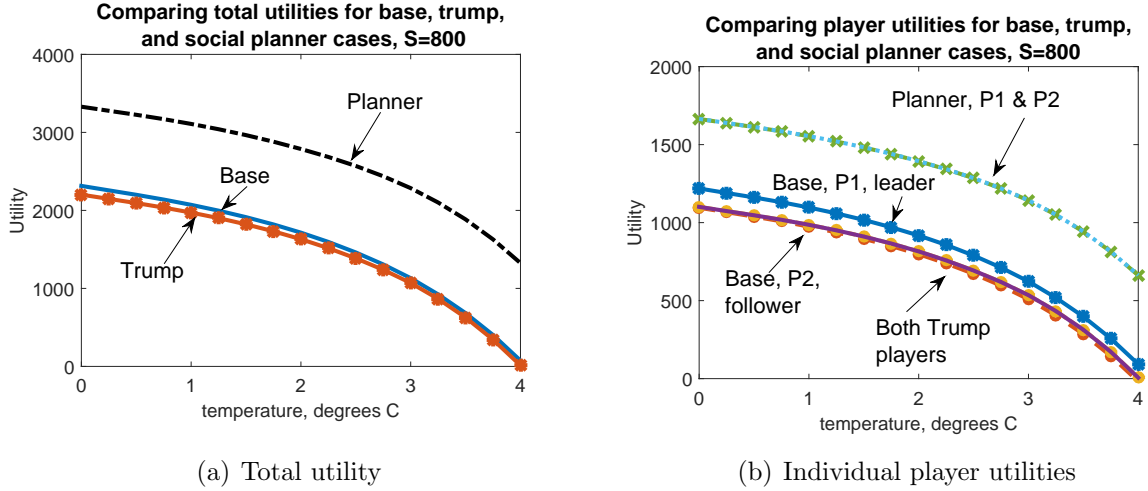 Comparing total utilities for base, trump,
and social planner cases, S=800
4000
3000
2000
1000
0
Utility
Planner
Base
Trump
0 1 2 3 4
temperature, degrees C
(a) Total utility
Comparing player utilities for base, trump,
and social planner cases, S=800
2000
1500
1000
500
0
Utility
Planner, P1 & P2
Base, P1, leader
Base, P2,
follower
Both Trump
players
0 1 2 3 4
temperature, degrees C
(b) Individual player utilities